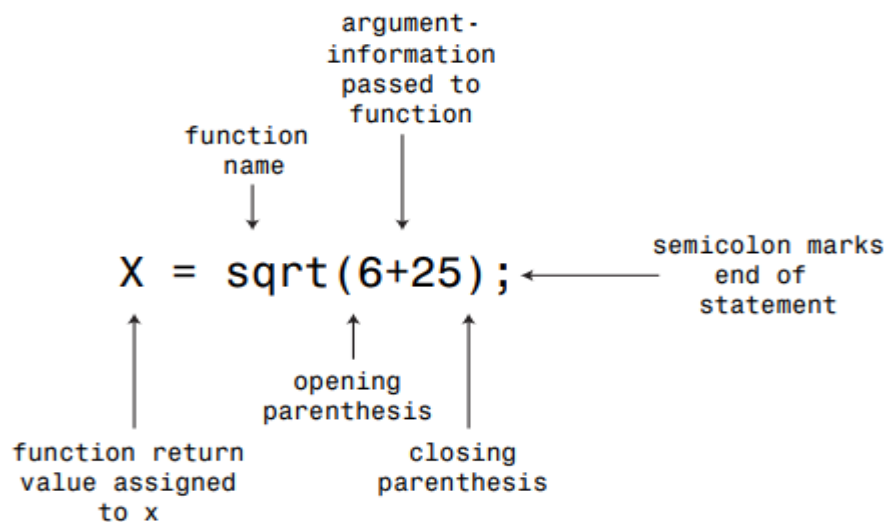 argument-
information
passed to
function
function
name
X = sqrt(6+25);
semicolon marks
end of
statement
opening
parenthesis
function return
value assigned
to x
closing
parenthesis